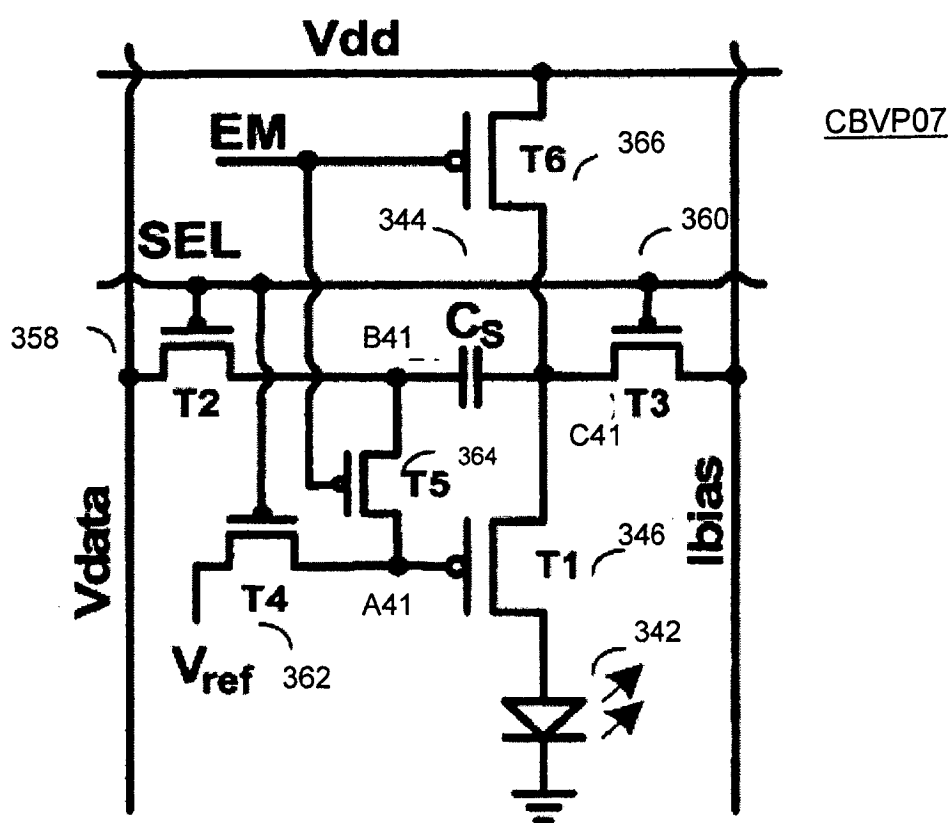 Vdd
CBVP07
EM
T6
366
344
360
SEL
358
B41
Cs
T2
T3
C41
364
T5
Vdata
Ibias
T1
346
T4
A41
342
Vref
362